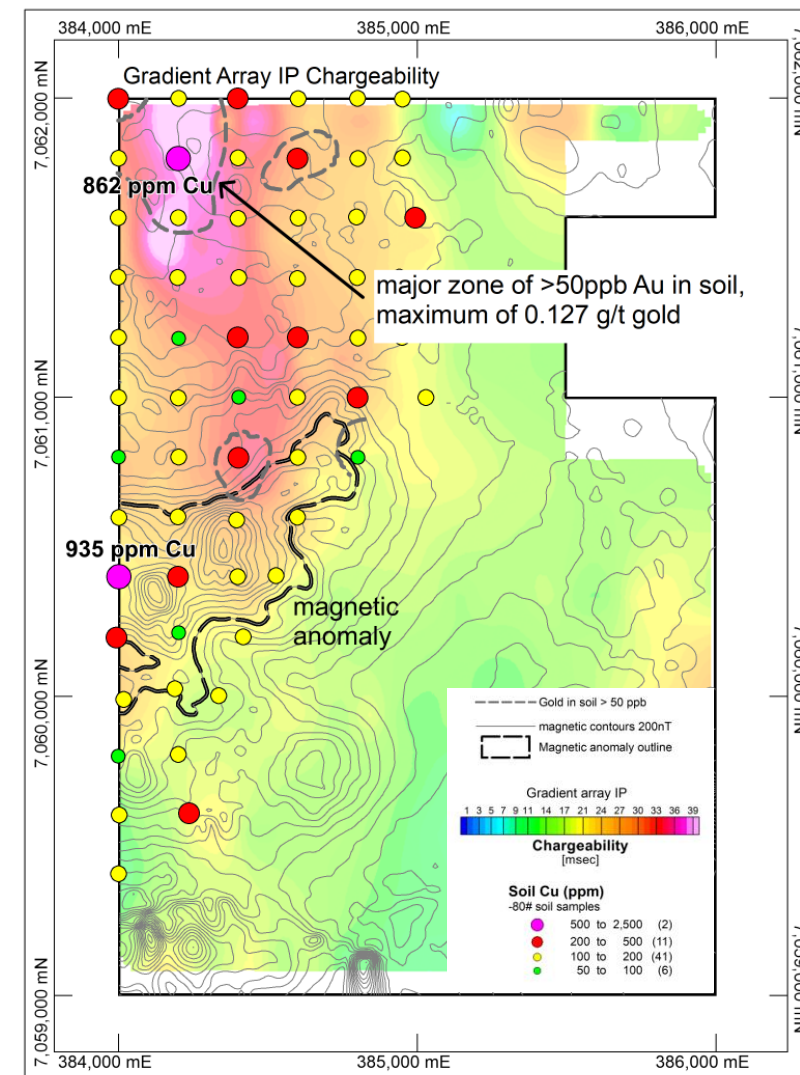 384,000 mE 385,000 mE 386,000 mE
Gradient Array IP Chargeability
7,062,000 mN
862 ppm Cu
major zone of >50ppb Au in soil,
maximum of 0.127 g/t gold
7,061,000 mN
935 ppm Cu
magnetic
anomaly
7,060,000 mN
Gold in soil > 50 ppb
magnetic contours 200nT
Magnetic anomaly outline
Gradient array IP
1 3 5 7 9 11 14 17 21 24 27 30 33 36 39
Chargeability
[msec]
Soil Cu (ppm)
-80# soil samples
500 to 2,500 (2)
200 to 500 (11)
100 to 200 (41)
50 to 100 (6)
7,059,000 mN
384,000 mE 385,000 mE 386,000 mE